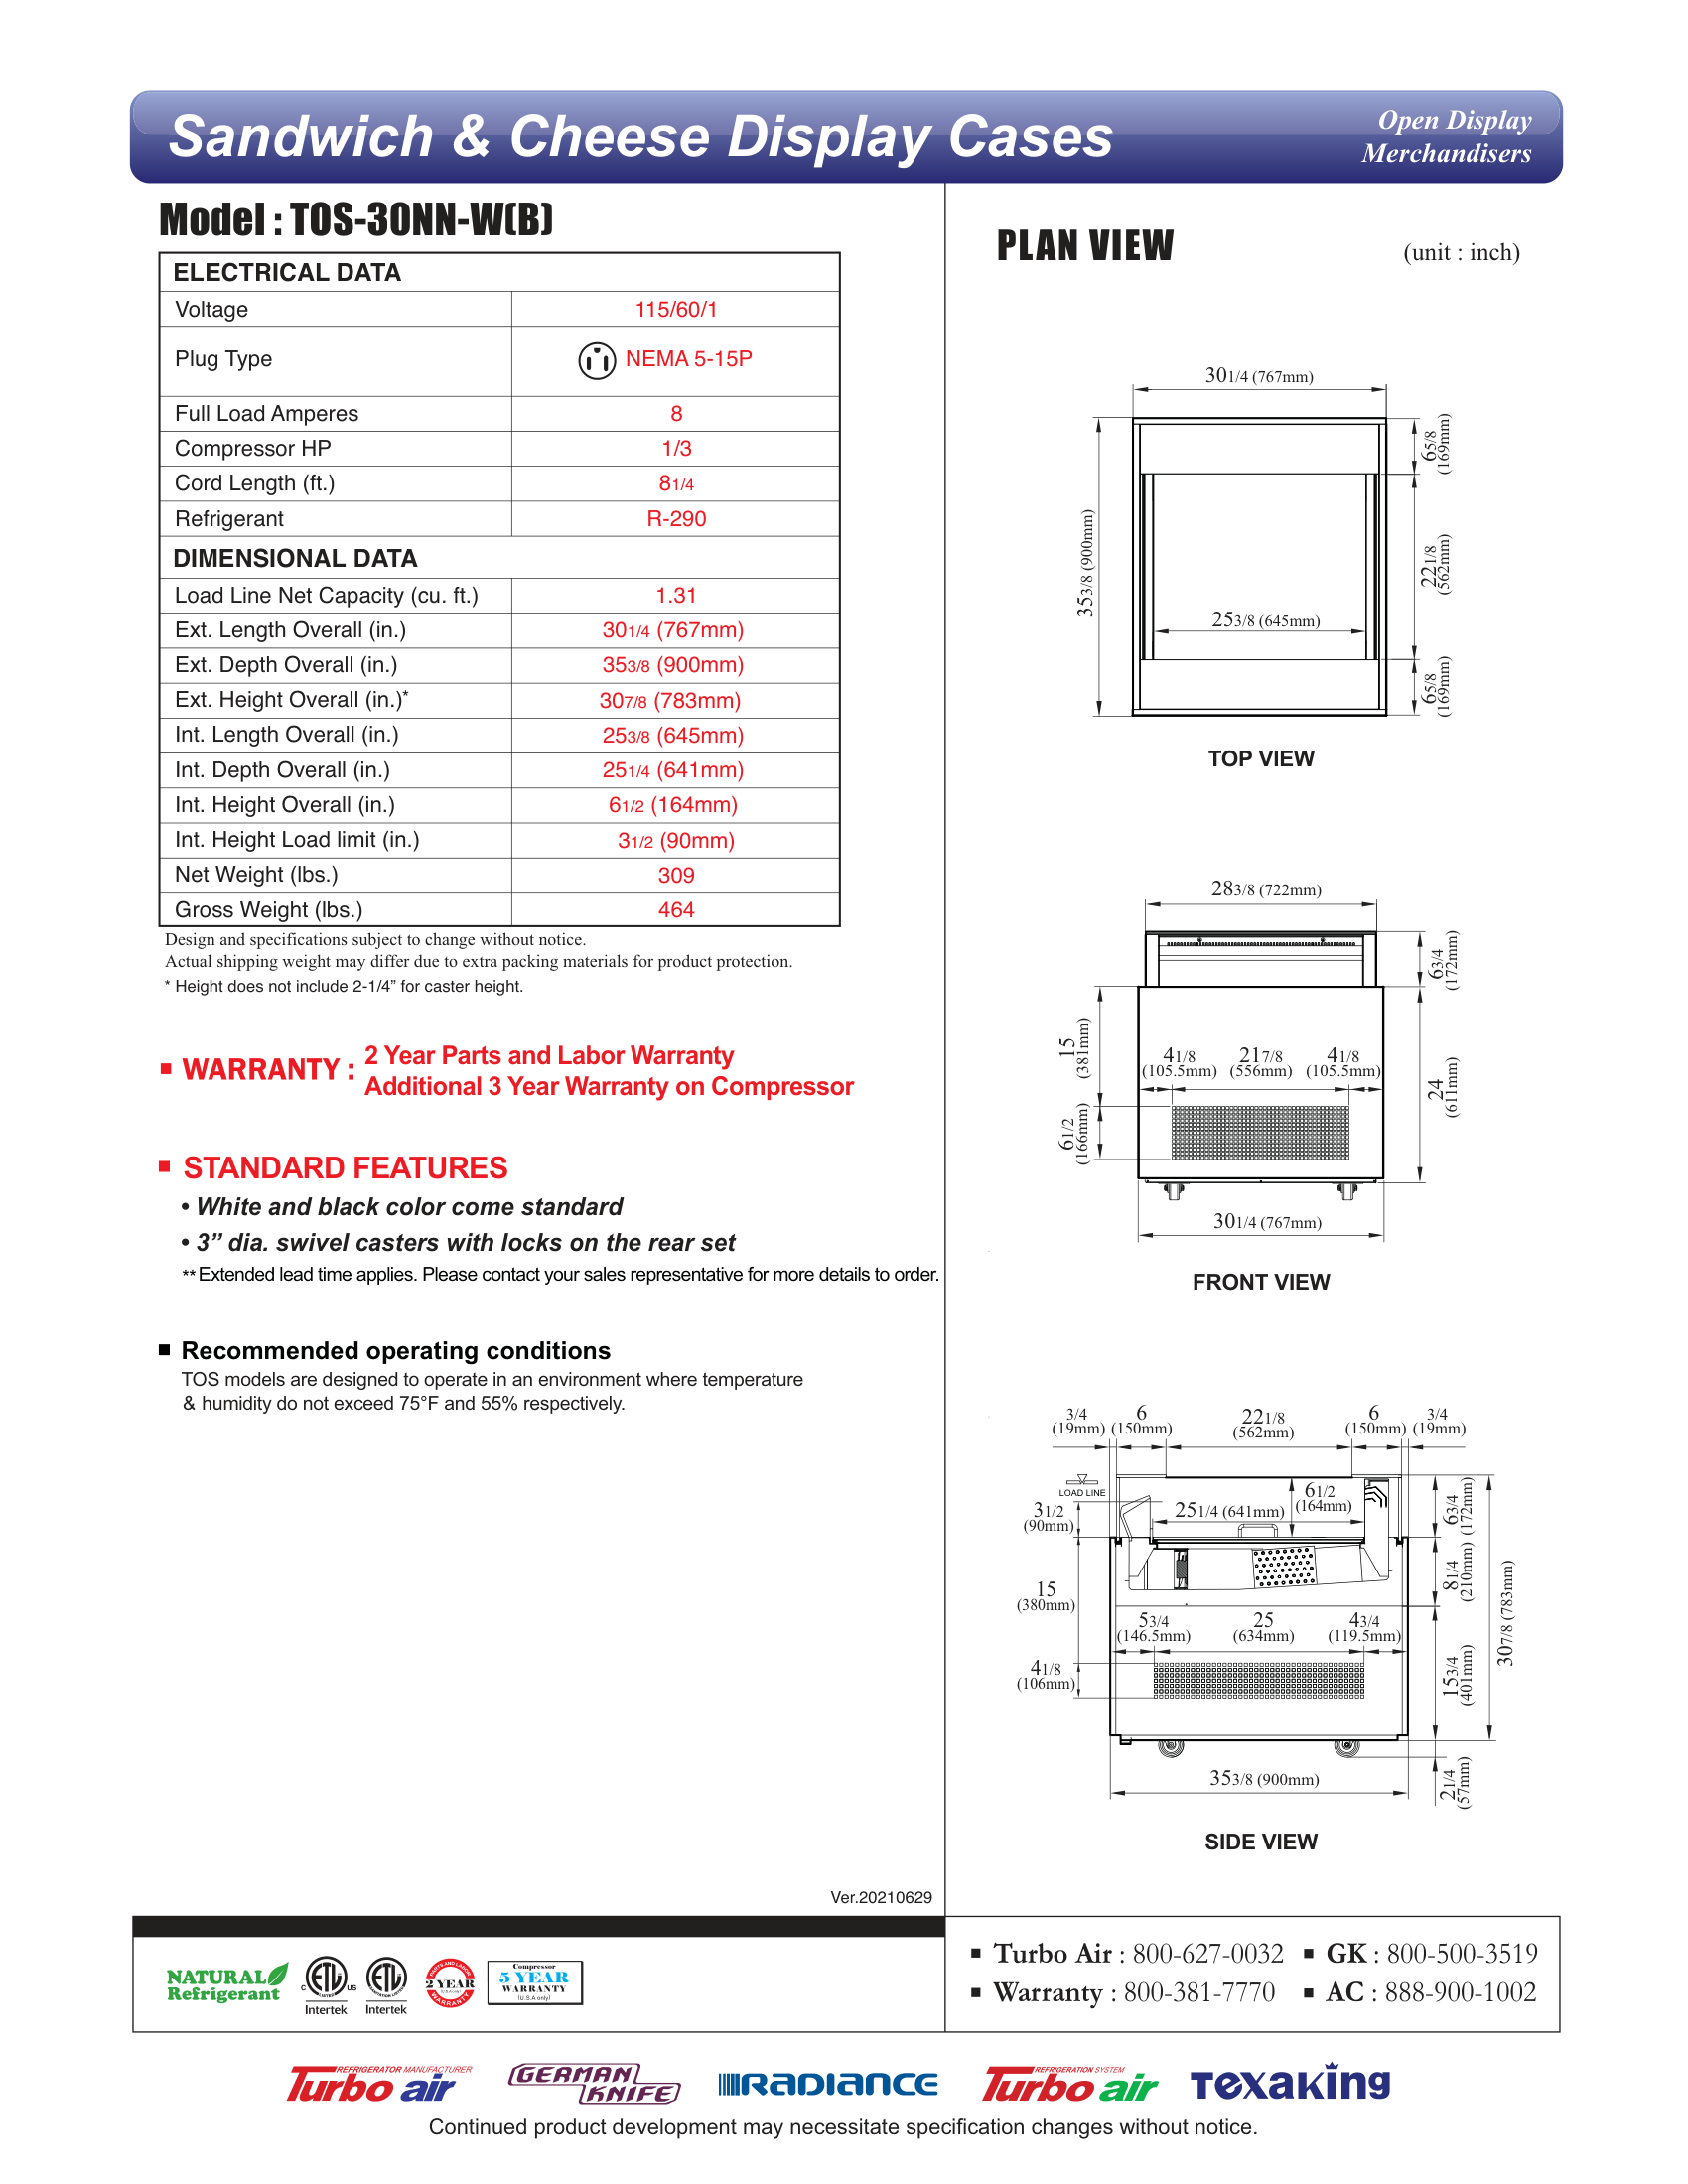 Sandwich & Cheese Display Cases
Open Display
Merchandisers
Model : TOS-30NN-W(B)
ELECTRICAL DATA
Voltage 115/60/1
Plug Type NEMA 5-15P
Full Load Amperes 8
Compressor HP 1/3
Cord Length (ft.) 81/4
Refrigerant R-290
DIMENSIONAL DATA
Load Line Net Capacity (cu. ft.) 1.31
Ext. Length Overall (in.) 301/4 (767mm)
Ext. Depth Overall (in.) 353/8 (900mm)
Ext. Height Overall (in.)* 307/8 (783mm)
Int. Length Overall (in.) 253/8 (645mm)
Int. Depth Overall (in.) 251/4 (641mm)
Int. Height Overall (in.) 61/2 (164mm)
Int. Height Load limit (in.) 31/2 (90mm)
Net Weight (lbs.) 309
Gross Weight (lbs.) 464
Design and specifications subject to change without notice.
Actual shipping weight may differ due to extra packing materials for product protection.
* Height does not include 2-1/4" for caster height.
▪ WARRANTY : 2 Year Parts and Labor Warranty
Additional 3 Year Warranty on Compressor
▪ STANDARD FEATURES
• White and black color come standard
• 3” dia. swivel casters with locks on the rear set
** Extended lead time applies. Please contact your sales representative for more details to order.
▪ Recommended operating conditions
TOS models are designed to operate in an environment where temperature
& humidity do not exceed 75°F and 55% respectively.
Ver.20210629
PLAN VIEW
(unit : inch)
301/4 (767mm)
353/8 (900mm)
65/8
(169mm)
221/8
(562mm)
253/8 (645mm)
65/8
(169mm)
TOP VIEW
283/8 (722mm)
63/4
(172mm)
15
(381mm)
41/8
(105.5mm)
217/8
(556mm)
41/8
(105.5mm)
24
(611mm)
61/2
(166mm)
301/4 (767mm)
FRONT VIEW
3/4
(19mm)
6
(150mm)
221/8
(562mm)
6
(150mm)
3/4
(19mm)
LOAD LINE
31/2
(90mm)
251/4 (641mm)
61/2
(164mm)
63/4
(172mm)
81/4
(210mm)
15
(380mm)
53/4
(146.5mm)
25
(634mm)
43/4
(119.5mm)
307/8 (783mm)
41/8
(106mm)
153/4
(401mm)
353/8 (900mm)
21/4
(57mm)
SIDE VIEW
NATURAL
Refrigerant
C ETL US
Intertek
ETL
Intertek
PARTS AND LABOR
2 YEAR
WARRANTY
Compressor
5 YEAR
WARRANTY
(U.S.A only)
▪ Turbo Air : 800-627-0032 ▪ GK : 800-500-3519
▪ Warranty : 800-381-7770 ▪ AC : 888-900-1002
REFRIGERATOR MANUFACTURER
Turbo air
GERMAN
KNIFE
RADIANCE
REFRIGERATION SYSTEM
Turbo air
TEXAKING
Continued product development may necessitate specification changes without notice.